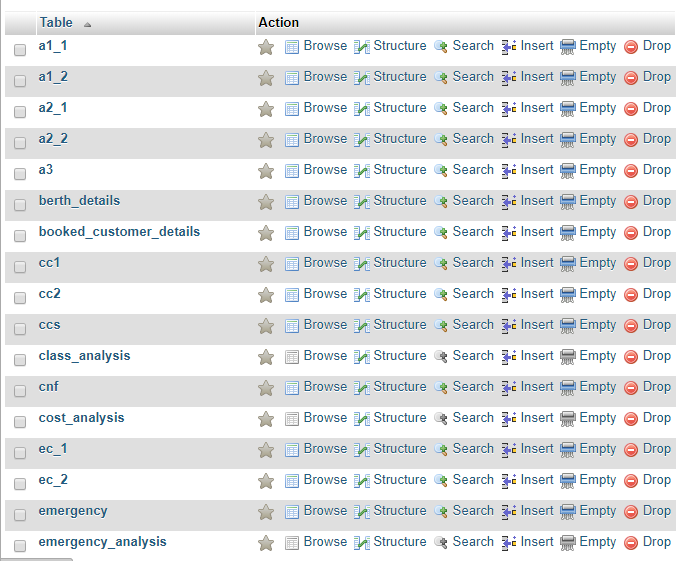 Table Action
a1_1 Browse Structure Search Insert Empty Drop
a1_2 Browse Structure Search Insert Empty Drop
a2_1 Browse Structure Search Insert Empty Drop
a2_2 Browse Structure Search Insert Empty Drop
a3 Browse Structure Search Insert Empty Drop
berth_details Browse Structure Search Insert Empty Drop
booked_customer_details Browse Structure Search Insert Empty Drop
cc1 Browse Structure Search Insert Empty Drop
cc2 Browse Structure Search Insert Empty Drop
ccs Browse Structure Search Insert Empty Drop
class_analysis Browse Structure Search Insert Empty Drop
cnf Browse Structure Search Insert Empty Drop
cost_analysis Browse Structure Search Insert Empty Drop
ec_1 Browse Structure Search Insert Empty Drop
ec_2 Browse Structure Search Insert Empty Drop
emergency Browse Structure Search Insert Empty Drop
emergency_analysis Browse Structure Search Insert Empty Drop